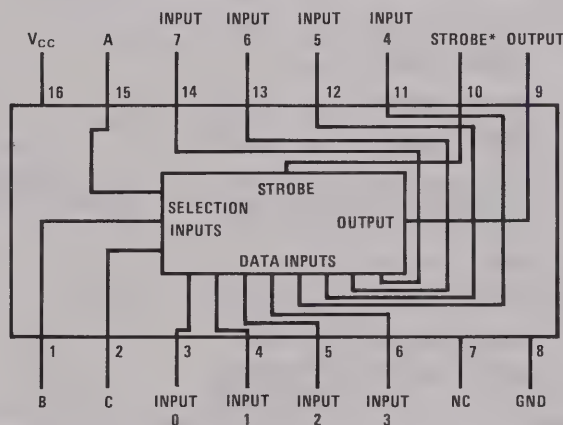 INPUT INPUT INPUT INPUT
VCC A 7 6 5 4 STROBE* OUTPUT
16 15 14 13 12 11 10 9
STROBE
SELECTION
INPUTS OUTPUT
DATA INPUTS
1 2 3 4 5 6 7 8
B C INPUT INPUT INPUT INPUT NC GND
0 1 2 3